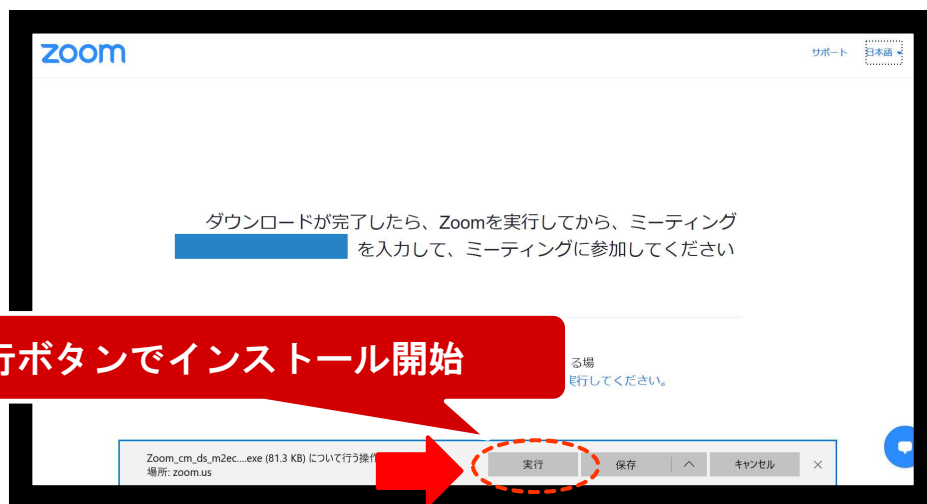 zoom
サポート 日本語
ダウンロードが完了したら、Zoomを実行してから、ミーティング
を入力して、ミーティングに参加してください
行ボタンでインストール開始
る場
実行してください。
Zoom_cm_ds_m2ec....exe (81.3 KB) について行う操作
場所: zoom.us
実行 保存 キャンセル